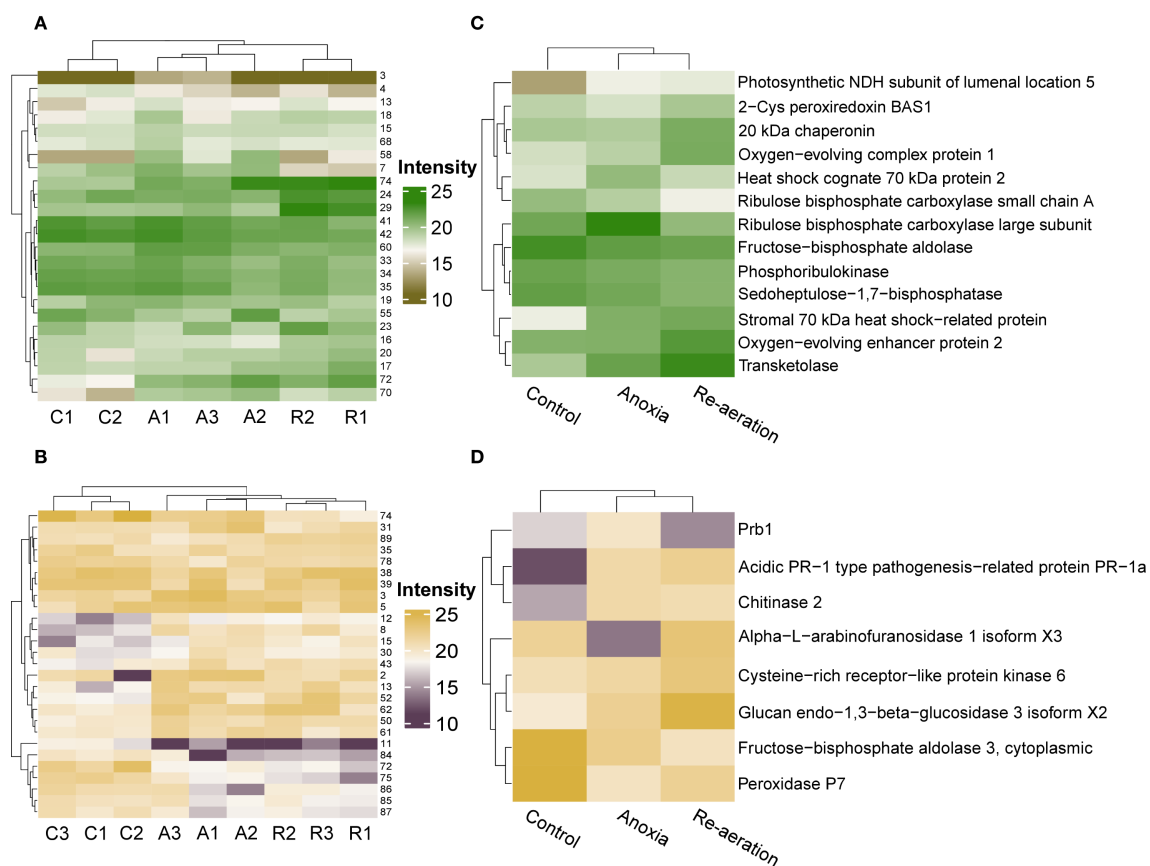 A
3
4
13
18
15
68
58
7
74
24
29
41
42
60
33
34
35
19
55
23
16
20
17
72
70
C1 C2 A1 A3 A2 R2 R1
Intensity
25
20
15
10
C
Photosynthetic NDH subunit of lumenal location 5
2−Cys peroxiredoxin BAS1
20 kDa chaperonin
Oxygen−evolving complex protein 1
Heat shock cognate 70 kDa protein 2
Ribulose bisphosphate carboxylase small chain A
Ribulose bisphosphate carboxylase large subunit
Fructose−bisphosphate aldolase
Phosphoribulokinase
Sedoheptulose−1,7−bisphosphatase
Stromal 70 kDa heat shock−related protein
Oxygen−evolving enhancer protein 2
Transketolase
Control Anoxia Re−aeration
B
74
31
89
35
78
38
39
3
5
12
8
15
30
43
2
13
52
62
50
61
11
84
72
75
86
85
87
C3 C1 C2 A3 A1 A2 R2 R3 R1
Intensity
25
20
15
10
D
Prb1
Acidic PR−1 type pathogenesis−related protein PR−1a
Chitinase 2
Alpha−L−arabinofuranosidase 1 isoform X3
Cysteine−rich receptor−like protein kinase 6
Glucan endo−1,3−beta−glucosidase 3 isoform X2
Fructose−bisphosphate aldolase 3, cytoplasmic
Peroxidase P7
Control Anoxia Re−aeration